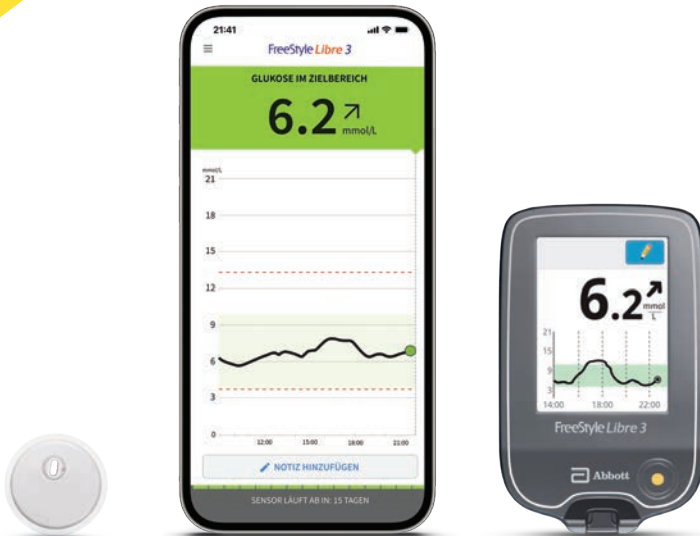 21:41
FreeStyle Libre 3
GLUKOSE IM ZIELBEREICH
6.2
mmol/L
mmol/L
21
18
15
12
9
6
3
0
12:00 15:00 18:00 21:00
NOTIZ HINZUFÜGEN
SENSOR LÄUFT AB IN: 15 TAGEN
6.2
mmol
L
21
15
9
3
14:00 18:00 22:00
FreeStyle Libre 3
Abbott